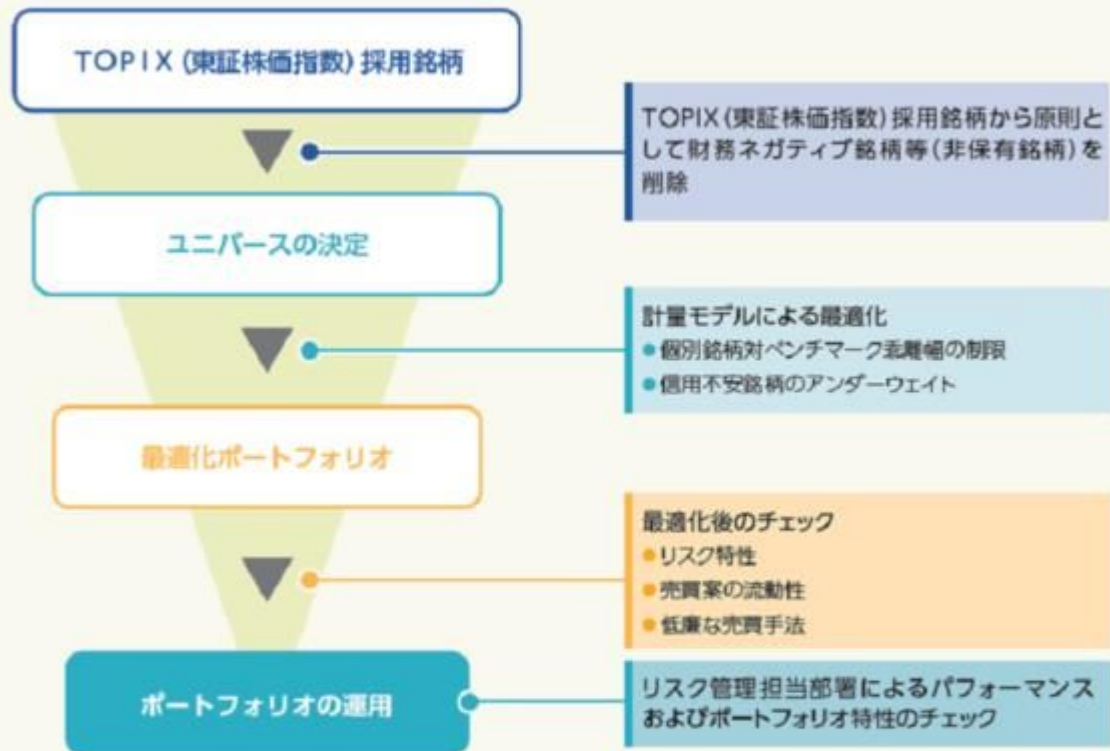 TOPIX(東証株価指数)採用銘柄
TOPIX(東証株価指数)採用銘柄から原則と
して財務ネガティブ銘柄等(非保有銘柄)を
削除
ユニバースの決定
計量モデルによる最適化
●個別銘柄対ベンチマーク乖離幅の制限
●信用不安銘柄のアンダーウェイト
最適化ポートフォリオ
最適化後のチェック
●リスク特性
●売買案の流動性
●低廉な売買手法
ポートフォリオの運用
リスク管理担当部署によるパフォーマンス
およびポートフォリオ特性のチェック